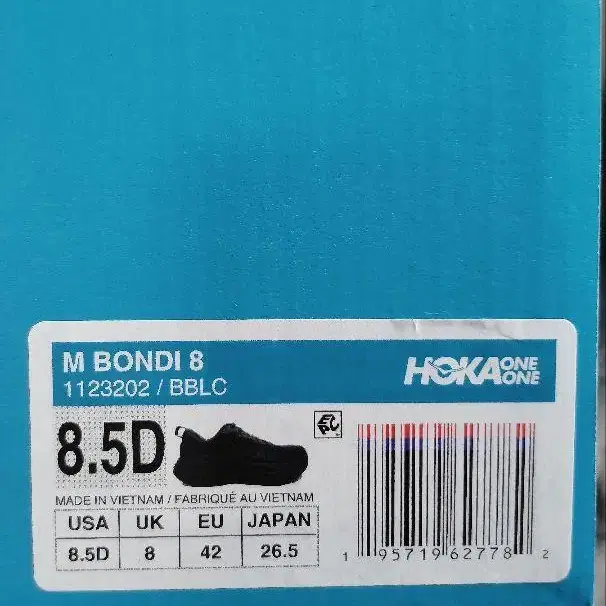 M BONDI 8
1123202 / BBLC
HOKA ONE ONE
8.5D
MADE IN VIETNAM / FABRIQUÉ AU VIETNAM
USA UK EU JAPAN
8.5D 8 42 26.5
1 95719 62778 2